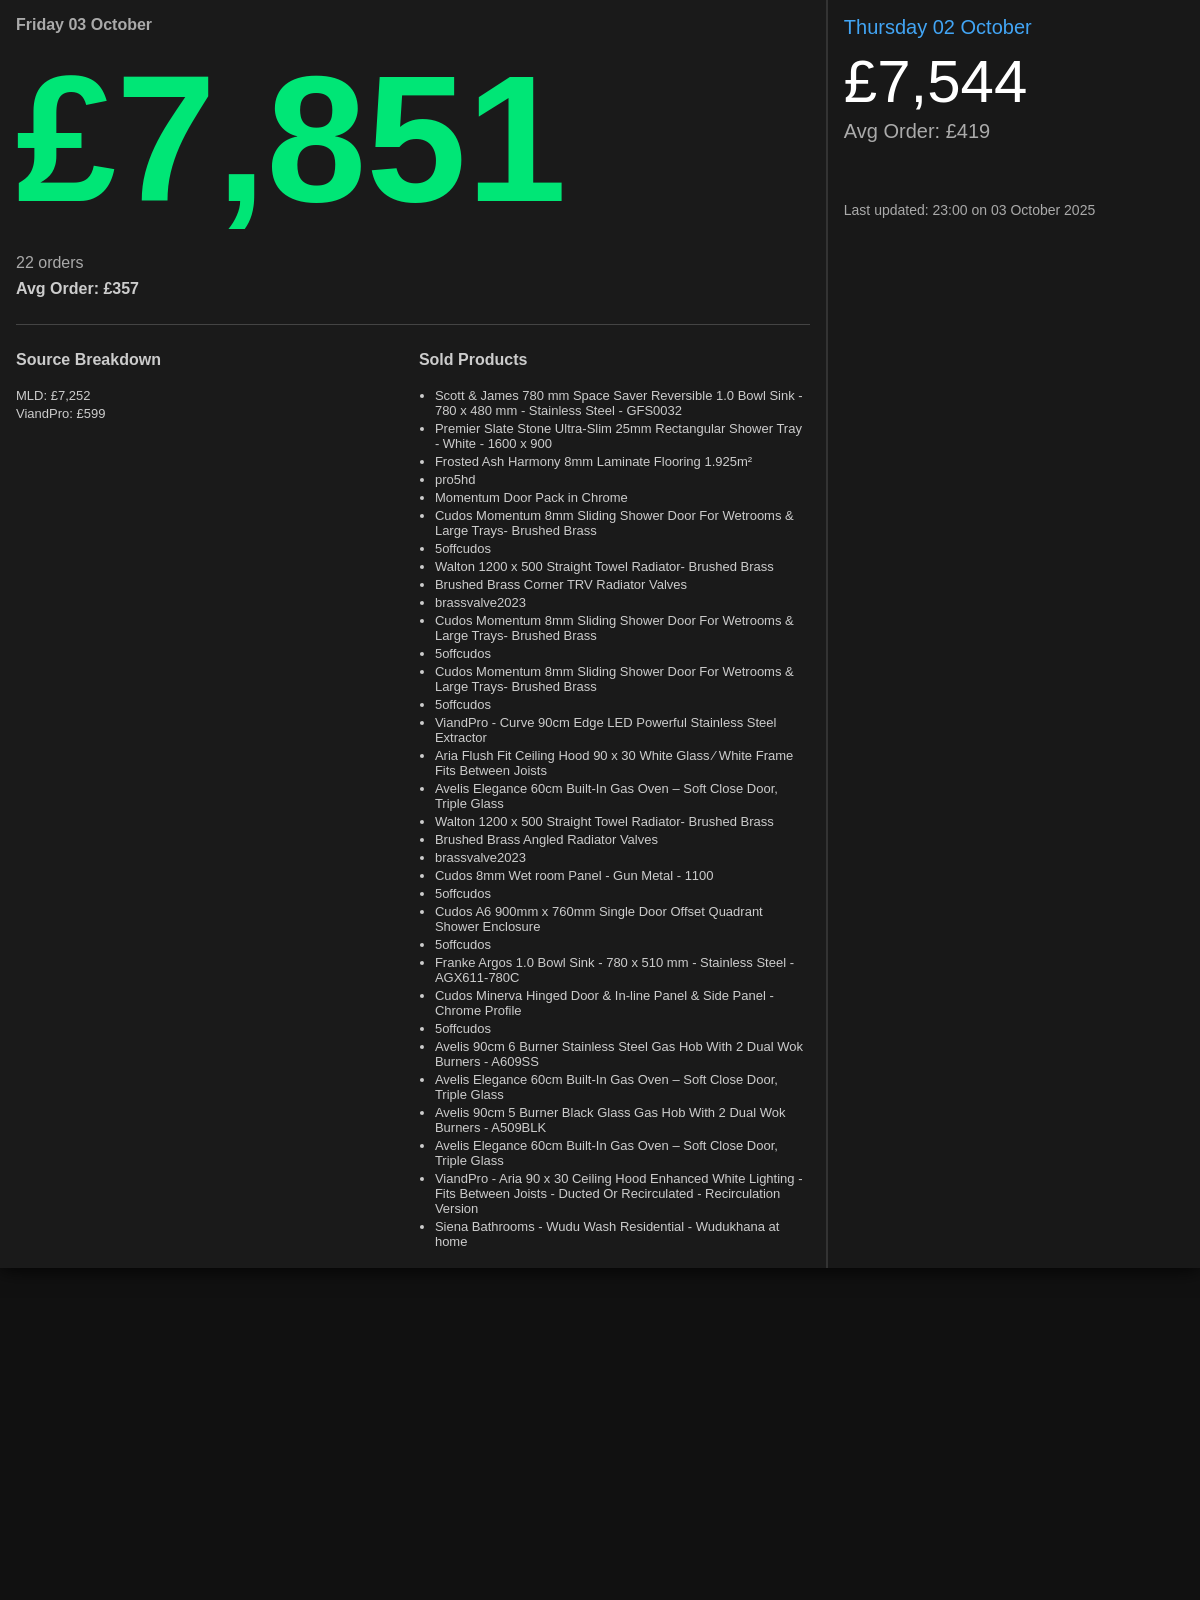 Friday 03 October
£7,851
22 orders
Avg Order: £357
Source Breakdown
MLD: £7,252
ViandPro: £599
Sold Products
Scott & James 780 mm Space Saver Reversible 1.0 Bowl Sink -
780 x 480 mm - Stainless Steel - GFS0032
Premier Slate Stone Ultra-Slim 25mm Rectangular Shower Tray
- White - 1600 x 900
Frosted Ash Harmony 8mm Laminate Flooring 1.925m²
pro5hd
Momentum Door Pack in Chrome
Cudos Momentum 8mm Sliding Shower Door For Wetrooms &
Large Trays- Brushed Brass
5offcudos
Walton 1200 x 500 Straight Towel Radiator- Brushed Brass
Brushed Brass Corner TRV Radiator Valves
brassvalve2023
Cudos Momentum 8mm Sliding Shower Door For Wetrooms &
Large Trays- Brushed Brass
5offcudos
Cudos Momentum 8mm Sliding Shower Door For Wetrooms &
Large Trays- Brushed Brass
5offcudos
ViandPro - Curve 90cm Edge LED Powerful Stainless Steel
Extractor
Aria Flush Fit Ceiling Hood 90 x 30 White Glass⁄ White Frame
Fits Between Joists
Avelis Elegance 60cm Built-In Gas Oven – Soft Close Door,
Triple Glass
Walton 1200 x 500 Straight Towel Radiator- Brushed Brass
Brushed Brass Angled Radiator Valves
brassvalve2023
Cudos 8mm Wet room Panel - Gun Metal - 1100
5offcudos
Cudos A6 900mm x 760mm Single Door Offset Quadrant
Shower Enclosure
5offcudos
Franke Argos 1.0 Bowl Sink - 780 x 510 mm - Stainless Steel -
AGX611-780C
Cudos Minerva Hinged Door & In-line Panel & Side Panel -
Chrome Profile
5offcudos
Avelis 90cm 6 Burner Stainless Steel Gas Hob With 2 Dual Wok
Burners - A609SS
Avelis Elegance 60cm Built-In Gas Oven – Soft Close Door,
Triple Glass
Avelis 90cm 5 Burner Black Glass Gas Hob With 2 Dual Wok
Burners - A509BLK
Avelis Elegance 60cm Built-In Gas Oven – Soft Close Door,
Triple Glass
ViandPro - Aria 90 x 30 Ceiling Hood Enhanced White Lighting -
Fits Between Joists - Ducted Or Recirculated - Recirculation
Version
Siena Bathrooms - Wudu Wash Residential - Wudukhana at
home
Thursday 02 October
£7,544
Avg Order: £419
Last updated: 23:00 on 03 October 2025